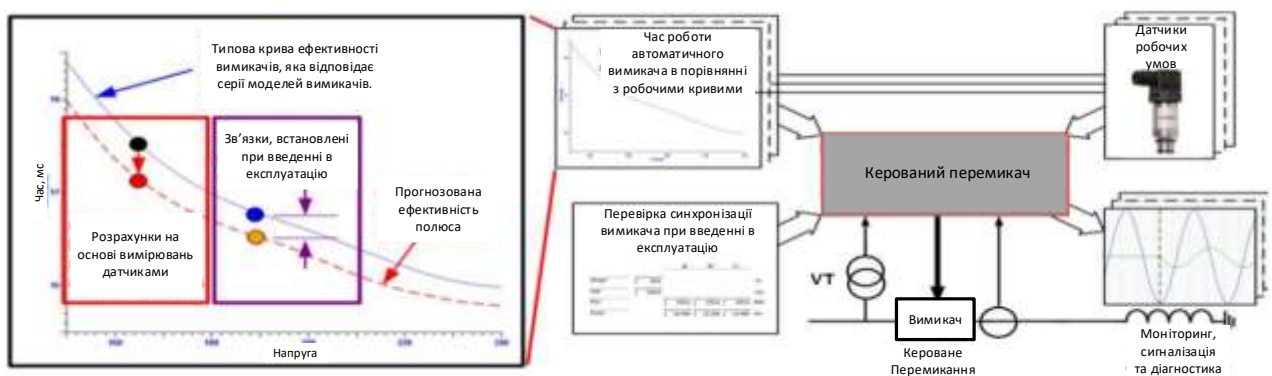 Типова крива ефективності
вимикачів, яка відповідає
серії моделей вимикачів.
Час, мс
Зв’язки, встановлені
при введенні в
експлуатацію
Прогнозована
ефективність
полюса
Розрахунки на
основі вимірювань
датчиками
Напруга
Час роботи
автоматичного
вимикача в порівнянні
з робочими кривими
Датчики
робочих
умов
Керований перемикач
Перевірка синхронізації
вимикача при введенні в
експлуатацію
VT
Вимикач
Кероване
Перемикання
Моніторинг,
сигналізація
та діагностика